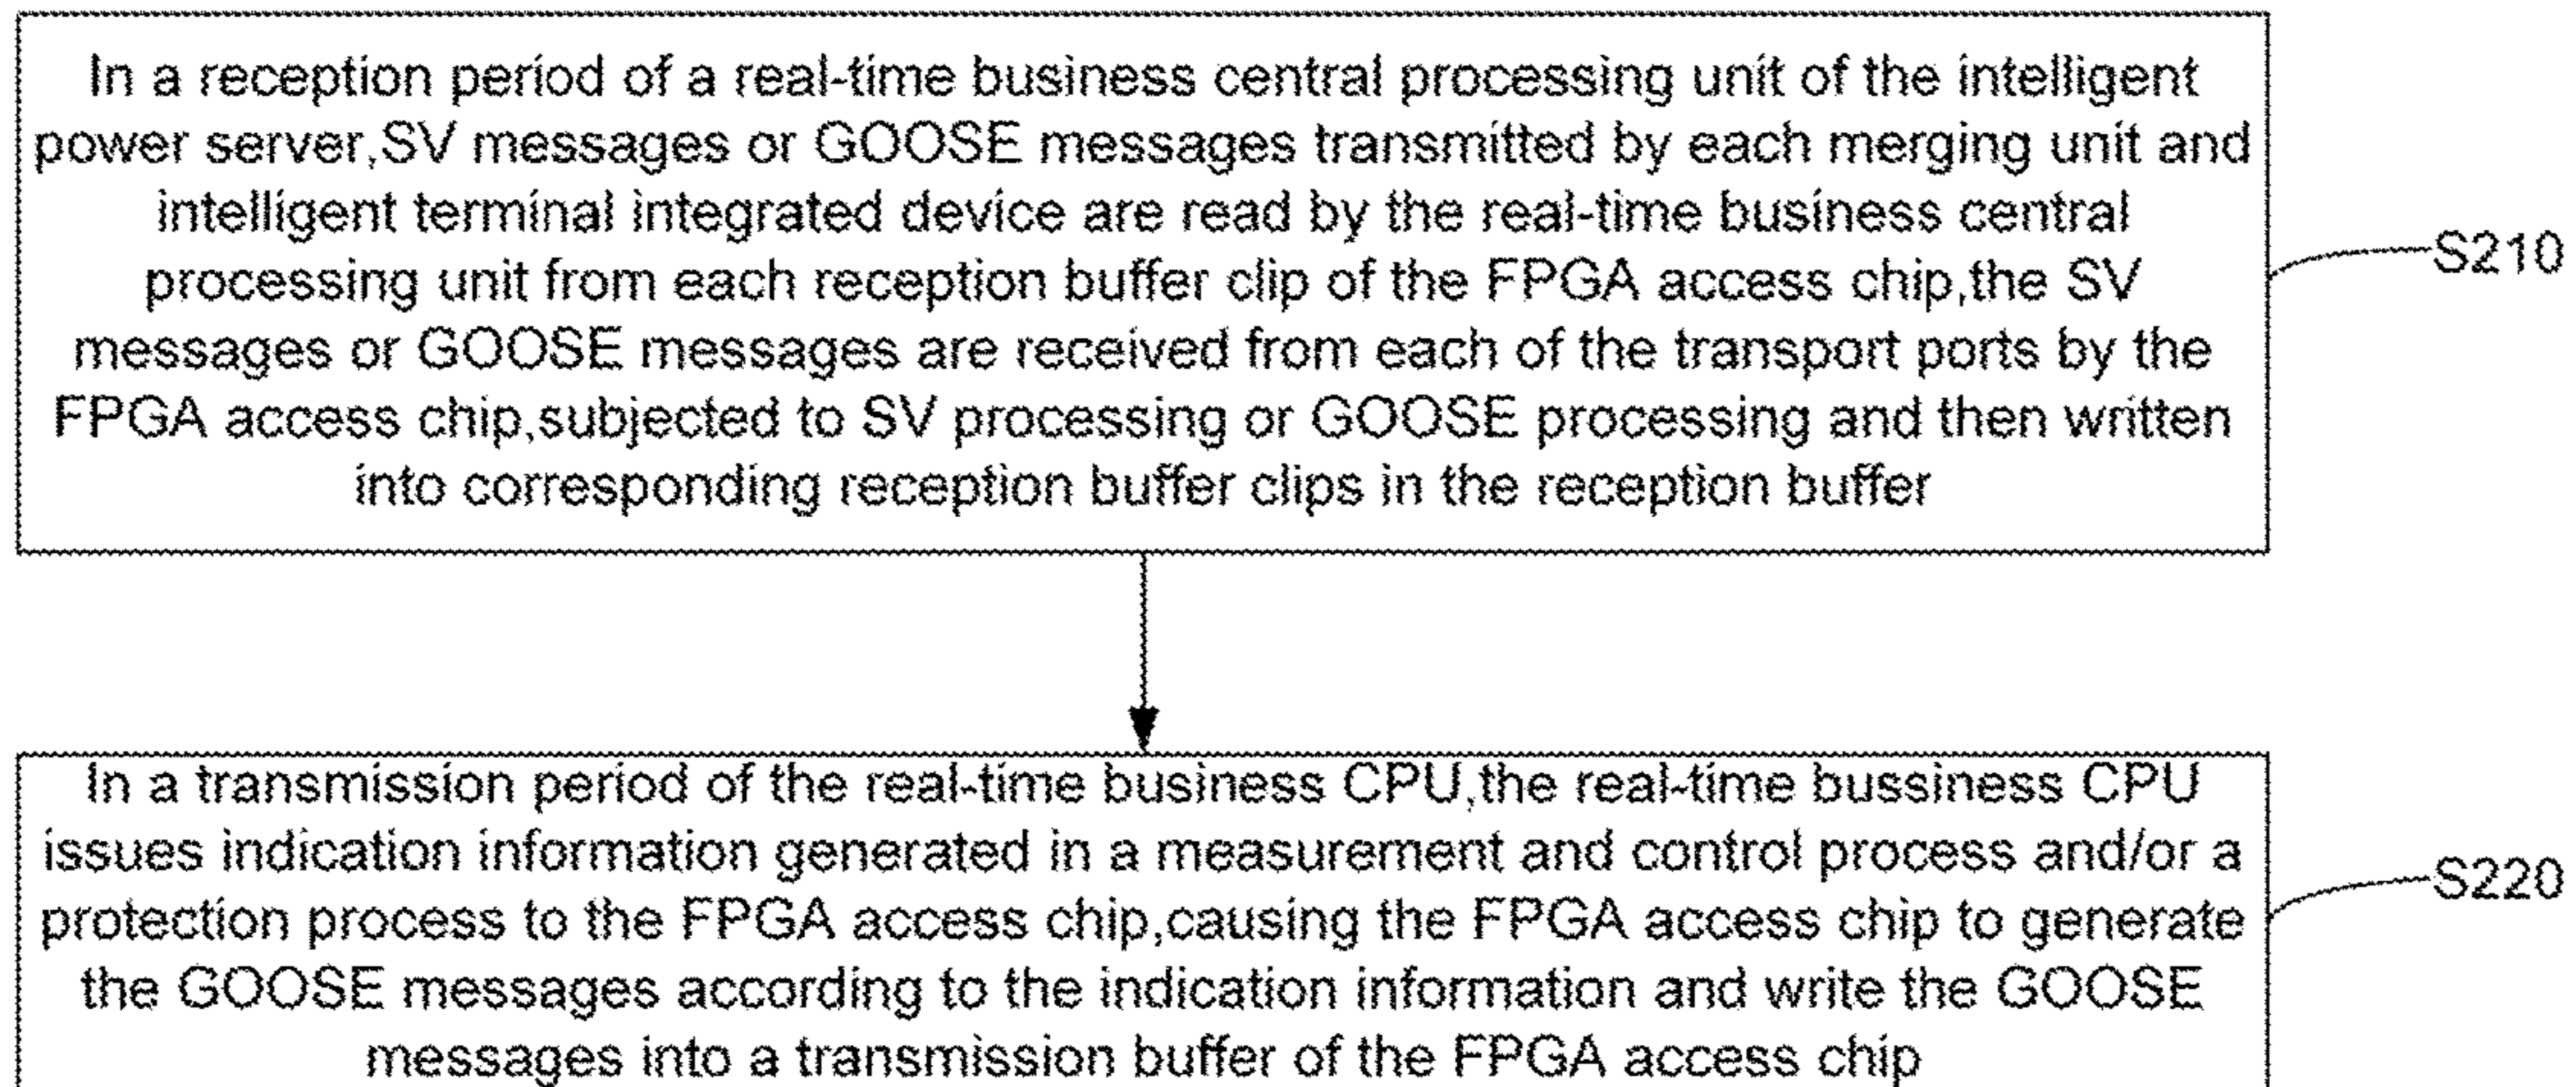 In a reception period of a real-time business central processing unit of the intelligent
power server,SV messages or GOOSE messages transmitted by each merging unit and
intelligent terminal integrated device are read by the real-time business central
processing unit from each reception buffer clip of the FPGA access chip,the SV
messages or GOOSE messages are received from each of the transport ports by the
FPGA access chip,subjected to SV processing or GOOSE processing and then written
into corresponding reception buffer clips in the reception buffer
S210
In a transmission period of the real-time business CPU,the real-time bussiness CPU
issues indication information generated in a measurement and control process and/or a
protection process to the FPGA access chip,causing the FPGA access chip to generate
the GOOSE messages according to the indication information and write the GOOSE
messages into a transmission buffer of the FPGA access chip
S220